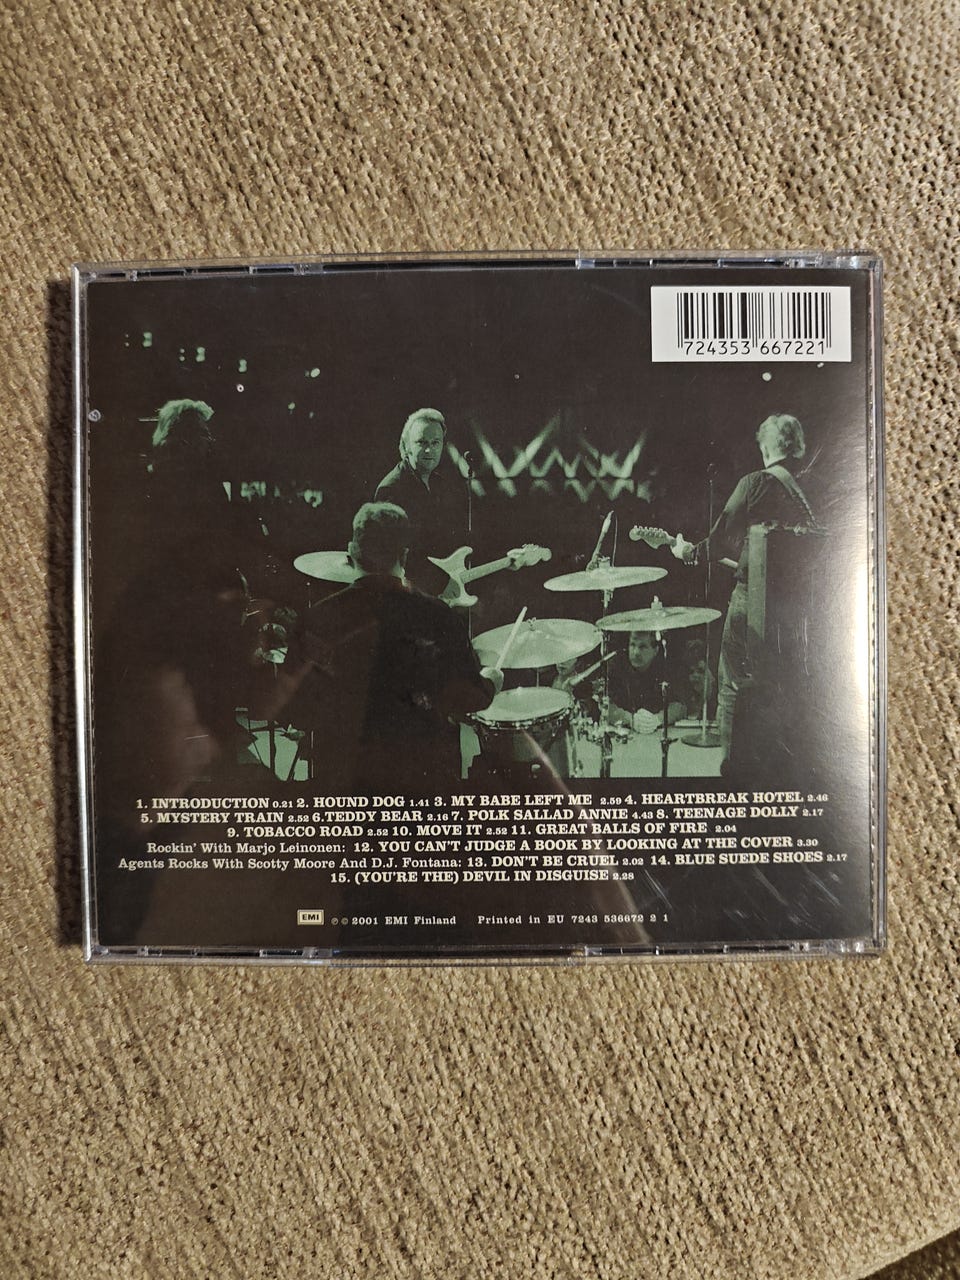 724353 667221
1. INTRODUCTION 0.21 2. HOUND DOG 1.41 3. MY BABE LEFT ME 2.59 4. HEARTBREAK HOTEL 2.46
5. MYSTERY TRAIN 2.52 6.TEDDY BEAR 2.16 7. POLK SALLAD ANNIE 4.43 8. TEENAGE DOLLY 2.17
9. TOBACCO ROAD 2.52 10. MOVE IT 2.52 11. GREAT BALLS OF FIRE 2.04
Rockin' With Marjo Leinonen: 12. YOU CAN'T JUDGE A BOOK BY LOOKING AT THE COVER 3.30
Agents Rocks With Scotty Moore And D.J. Fontana: 13. DON'T BE CRUEL 2.02 14. BLUE SUEDE SHOES 2.17
15. (YOU'RE THE) DEVIL IN DISGUISE 2.28
EMI ℗ © 2001 EMI Finland Printed in EU 7243 536672 2 1